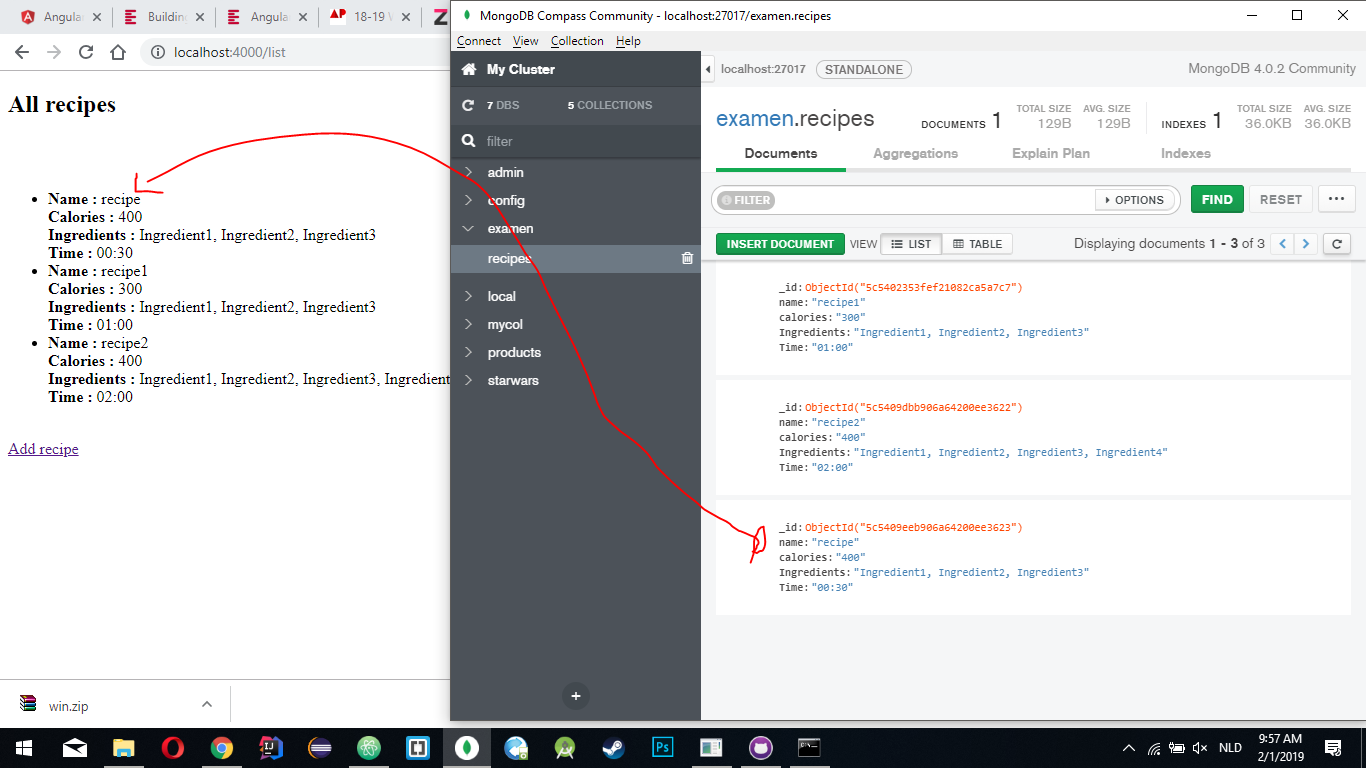 Angula
Buildin
Angula
18-19 V
MongoDB Compass Community - localhost:27017/examen.recipes
localhost:4000/list
Connect View Collection Help
My Cluster
7 DBS 5 COLLECTIONS
filter
admin
config
examen
recipes
local
mycol
products
starwars
localhost:27017 STANDALONE MongoDB 4.0.2 Community
examen.recipes
DOCUMENTS 1 TOTAL SIZE 129B AVG. SIZE 129B INDEXES 1 TOTAL SIZE 36.0KB AVG. SIZE 36.0KB
Documents Aggregations Explain Plan Indexes
FILTER OPTIONS FIND RESET ...
INSERT DOCUMENT VIEW LIST TABLE Displaying documents 1 - 3 of 3
_id:ObjectId("5c5402353fef21082ca5a7c7")
name:"recipe1"
calories:"300"
Ingredients:"Ingredient1, Ingredient2, Ingredient3"
Time:"01:00"
_id:ObjectId("5c5409dbb906a64200ee3622")
name:"recipe2"
calories:"400"
Ingredients:"Ingredient1, Ingredient2, Ingredient3, Ingredient4"
Time:"02:00"
_id:ObjectId("5c5409eeb906a64200ee3623")
name:"recipe"
calories:"400"
Ingredients:"Ingredient1, Ingredient2, Ingredient3"
Time:"00:30"
All recipes
Name : recipe
Calories : 400
Ingredients : Ingredient1, Ingredient2, Ingredient3
Time : 00:30
Name : recipe1
Calories : 300
Ingredients : Ingredient1, Ingredient2, Ingredient3
Time : 01:00
Name : recipe2
Calories : 400
Ingredients : Ingredient1, Ingredient2, Ingredient3, Ingredient
Time : 02:00
Add recipe
win.zip
NLD
9:57 AM
2/1/2019